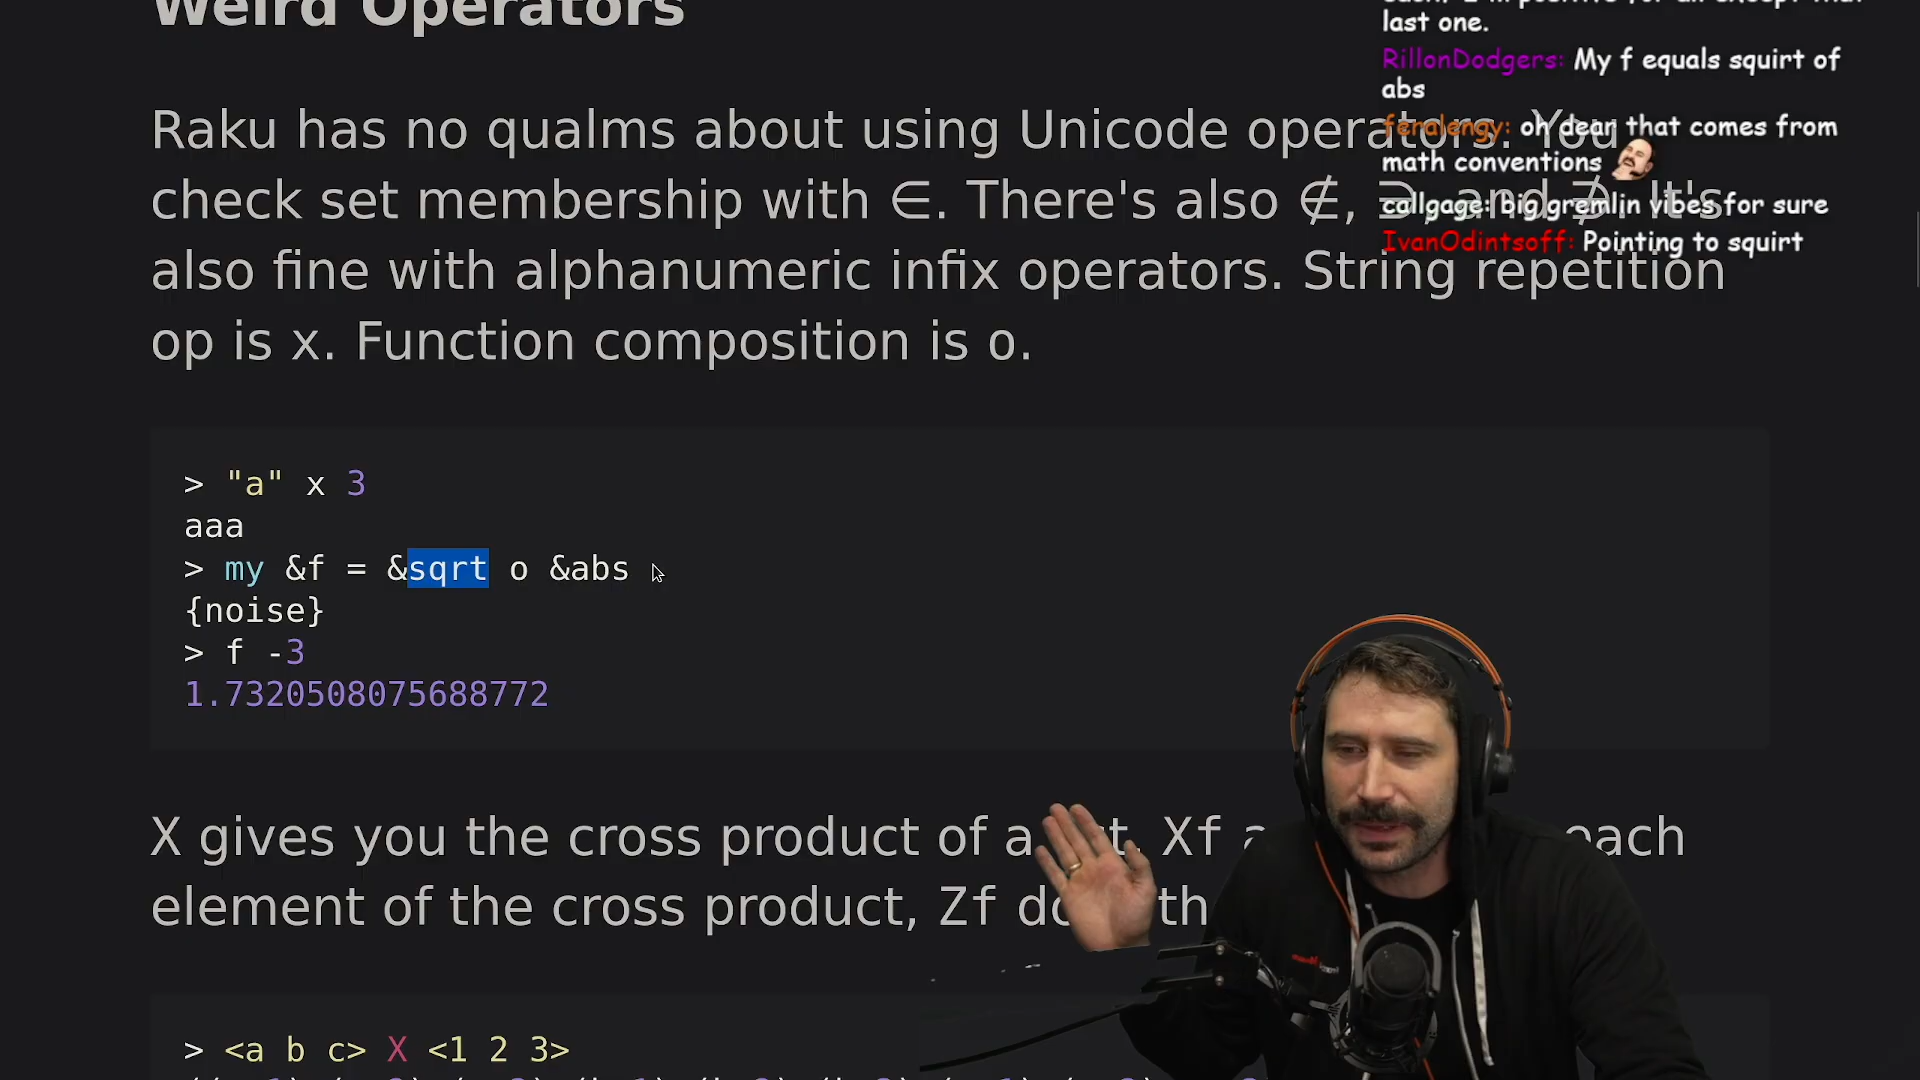 Weird Operators
last one.
RillonDodgers: My f equals squirt of
abs
feralengy: oh dear that comes from
math conventions
callgage: big gremlin vibes for sure
IvanOdintsoff: Pointing to squirt
Raku has no qualms about using Unicode operators. You
check set membership with ∈. There's also ∉, ∋, and ∌. It's
also fine with alphanumeric infix operators. String repetition
op is x. Function composition is o.
> "a" x 3
aaa
> my &f = &sqrt o &abs
{noise}
> f -3
1.7320508075688772
X gives you the cross product of a Xf each
element of the cross product, Zf
> <a b c> X <1 2 3>